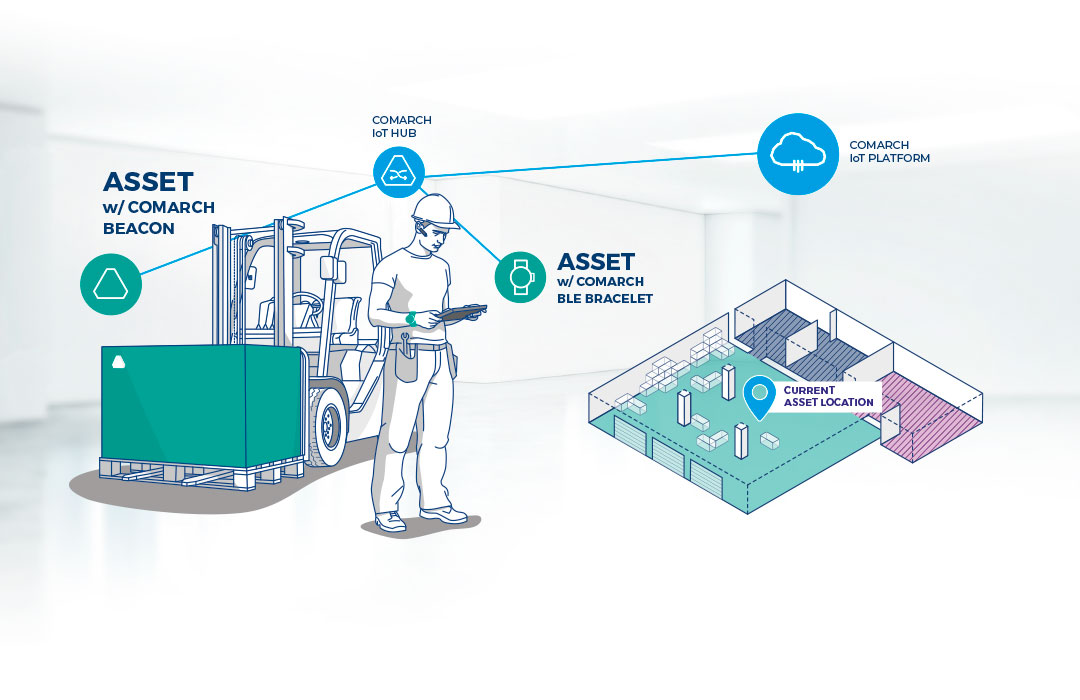 COMARCH
IoT HUB
COMARCH
IoT PLATFORM
ASSET
w/ COMARCH
BEACON
ASSET
w/ COMARCH
BLE BRACELET
CURRENT
ASSET LOCATION